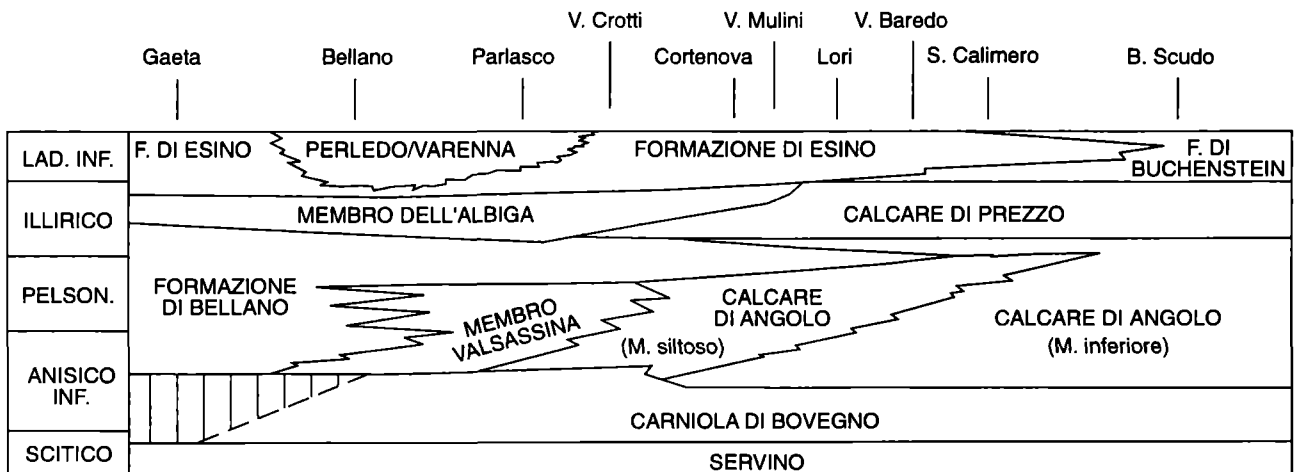 V. Crotti V. Mulini V. Baredo
Gaeta Bellano Parlasco Cortenova Lori S. Calimero B. Scudo
LAD. INF. F. DI ESINO PERLEDO/VARENNA FORMAZIONE DI ESINO F. DI
BUCHENSTEIN
ILLIRICO MEMBRO DELL'ALBIGA CALCARE DI PREZZO
PELSON. FORMAZIONE
DI BELLANO
MEMBRO
VALSASSINA
CALCARE
DI ANGOLO
(M. siltoso)
CALCARE DI ANGOLO
(M. inferiore)
ANISICO
INF.
CARNIOLA DI BOVEGNO
SCITICO SERVINO